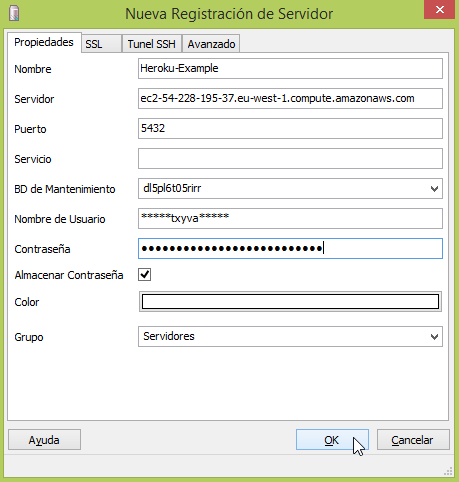 Nueva Registración de Servidor
Propiedades SSL Tunel SSH Avanzado
Nombre Heroku-Example
Servidor ec2-54-228-195-37.eu-west-1.compute.amazonaws.com
Puerto 5432
Servicio
BD de Mantenimiento dl5pl6t05rirr
Nombre de Usuario *****txyva*****
Contraseña ••••••••••••••••••••••••••
Almacenar Contraseña
Color
Grupo Servidores
Ayuda OK Cancelar